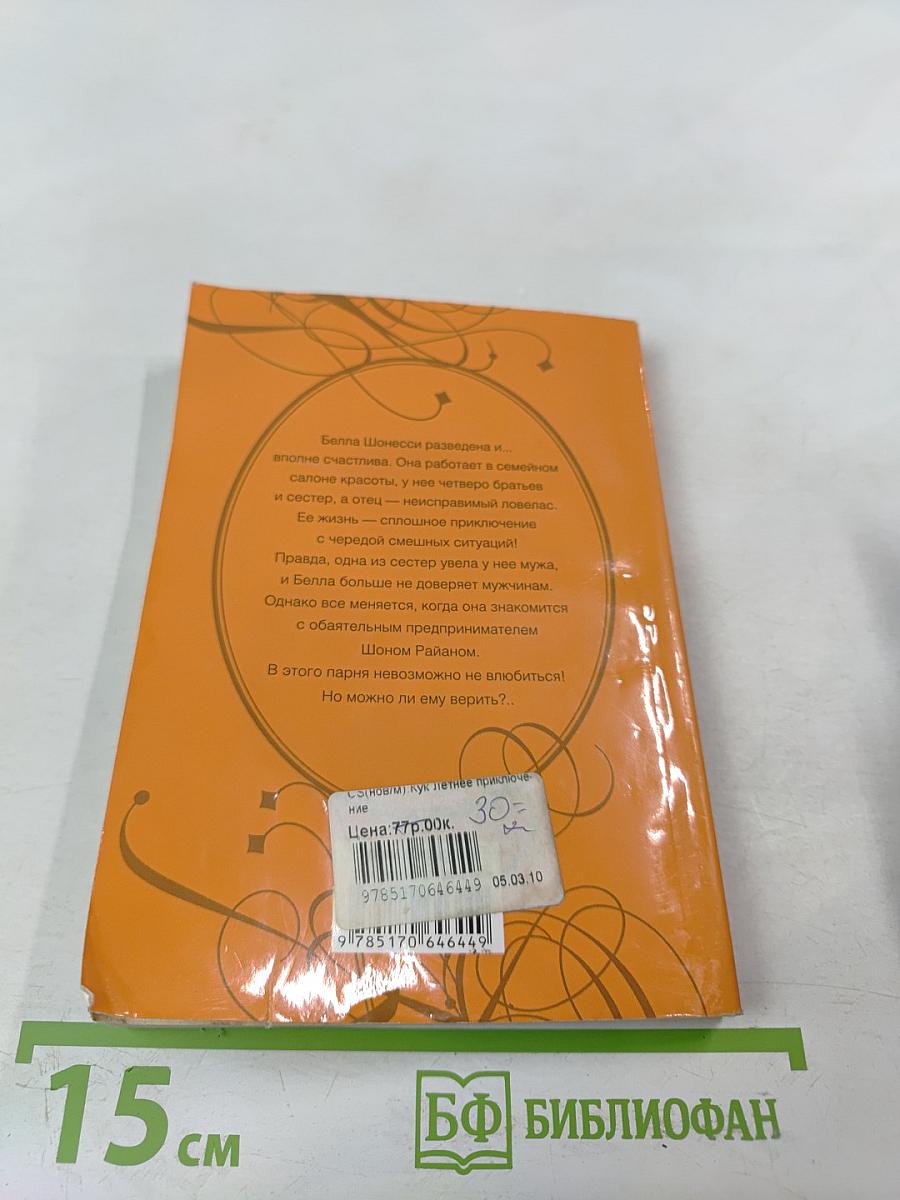 Белла Шонесси разведена и...
вполне счастлива. Она работает в семейном
салоне красоты, у нее четверо братьев
и сестер, а отец — неисправимый ловелас.
Ее жизнь — сплошное приключение
с чередой смешных ситуаций!
Правда, одна из сестер увела у нее мужа,
и Белла больше не доверяет мужчинам.
Однако все меняется, когда она знакомится
с обаятельным предпринимателем
Шоном Райаном.
В этого парня невозможно не влюбиться!
Но можно ли ему верить?..
CS(нов/м).Кук Летнее приключе-
ние
Цена:77р.00к. 30=
9785170646449 05.03.10
9 785170 646449
15 см
БФ БИБЛИОФАН